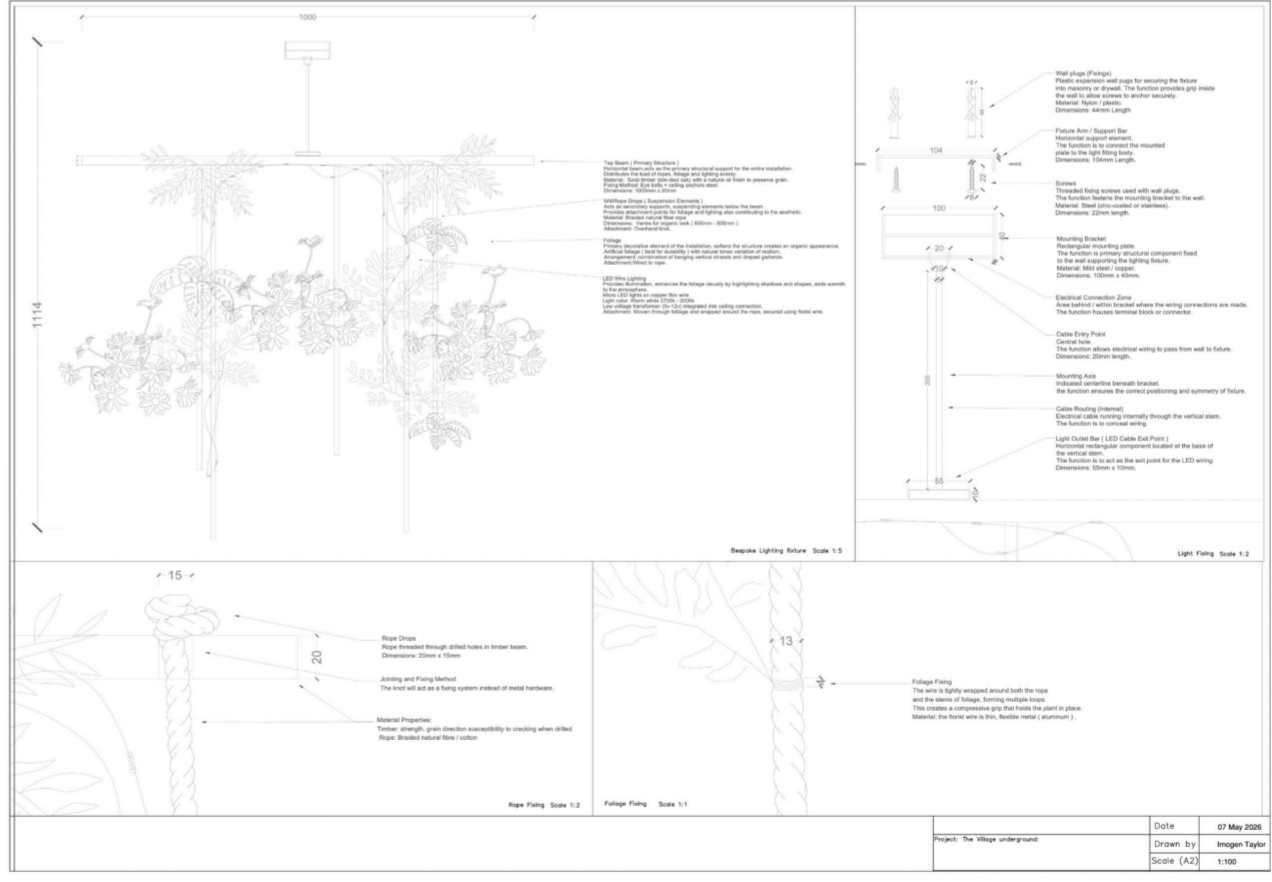 1000
1114
Top Beam ( Primary Structure )
Horizontal beam,acts as the primary structural support for the entire installation.
Distributes the load of ropes, foliage and lighting evenly.
Material: Solid timber (kiln-died oak) with a natural oil finish to preserve grain.
Fixing Method: Eye bolts + ceiling anchors steel.
Dimensions: 1000mm x 20mm
Rope Drops ( Suspension Elements )
Acts as secondary supports, suspending elements below the beam.
Provides attachment points for foliage and lighting also contributing to the aesthetic.
Material: Braided natural fiber rope
Dimensions: Varies for organic look ( 600mm - 800mm )
Attachment: Overhand knot.
Foliage
Primary decorative element of the installation, softens the structure creates an organic appearance.
Artificial foliage ( best for durability ) with natural tones variation of realism.
Arrangement: combination of hanging vertical strands and draped garlands.
Attachment:Wired to rope.
LED Wire Lighting
Provides illumination, enhances the foliage visually by highlighting shadows and shapes, adds warmth
to the atmosphere.
Micro LED lights on copper thin wire.
Light color: Warm white 2700k - 3000k
Low voltage transformer (5v-12v) integrated into ceiling connection.
Attachment: Woven through foliage and wrapped around the rope, secured using florist wire.
Bespoke Lighting fixture Scale 1:5
104
22
100
20
200
55
10
Wall plugs (Fixings)
Plastic expansion wall pugs for securing the fixture
into masonry or drywall. The function provides grip inside
the wall to allow screws to anchor securely.
Material: Nylon / plastic.
Dimensions: 44mm Length
Fixture Arm / Support Bar
Horizontal support element.
The function is to connect the mounted
plate to the light fitting body.
Dimensions: 104mm Length.
Screws
Threaded fixing screws used with wall plugs.
The function fastens the mounting bracket to the wall.
Material: Steel (zinc-coated or stainless).
Dimensions: 22mm length.
Mounting Bracket
Rectangular mounting plate.
The function is primary structural component fixed
to the wall supporting the lighting fixture.
Material: Mild steel / copper.
Dimensions: 100mm x 40mm.
Electrical Connection Zone
Area behind / within bracket where the wiring connections are made.
The function houses terminal block or connector.
Cable Entry Point
Central hole.
The function allows electrical wiring to pass from wall to fixture.
Dimensions: 20mm length.
Mounting Axis
Indicated centerline beneath bracket.
the function ensures the correct positioning and symmetry of fixture.
Cable Routing (Internal)
Electrical cable running internally through the vertical stem.
The function is to conceal wiring.
Light Outlet Bar ( LED Cable Exit Point )
Horizontal rectangular component located at the base of
the vertical stem.
The function is to act as the exit point for the LED wiring.
Dimensions: 55mm x 10mm.
Light Fixing Scale 1:2
15
20
Rope Drops
Rope threaded through drilled holes in timber beam.
Dimensions: 20mm x 15mm
Jointing and Fixing Method
The knot will act as a fixing system instead of metal hardware.
Material Properties:
Timber: strength, grain direction susceptibility to cracking when drilled.
Rope: Braided natural fibre / cotton
Rope Fixing Scale 1:2
13
Foliage Fixing
The wire is tightly wrapped around both the rope
and the stems of foliage, forming multiple loops.
This creates a compressive grip that holds the plant in place.
Material: the florist wire is thin, flexible metal ( aluminum ) .
Foliage Fixing Scale 1:1
Project: The Village underground:
Date 07 May 2026
Drawn by Imogen Taylor
Scale (A2) 1:100